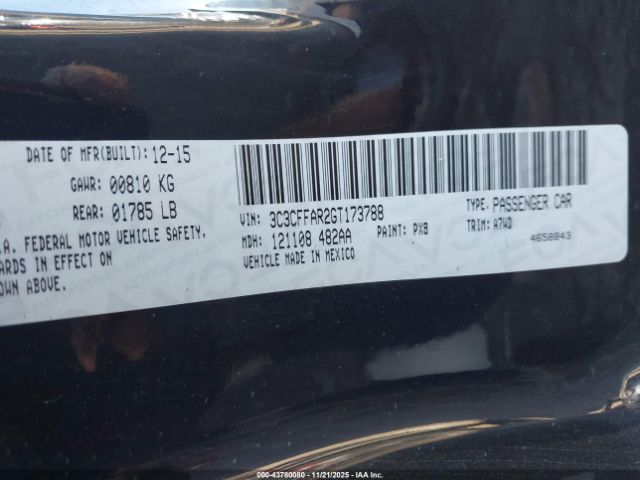 DATE OF MFR(BUILT): 12-15
GAWR: 00810 KG
REAR: 01785 LB
.A. FEDERAL MOTOR VEHICLE SAFETY,
ARDS IN EFFECT ON
OWN ABOVE.
VIN: 3C3CFFAR2GT173788
TYPE: PASSENGER CAR
MDH: 121108 482AA
PAINT: PX8
TRIM: A7WD
VEHICLE MADE IN MEXICO
4658843
000-43780080 - 11/21/2025 - IAAI.COM